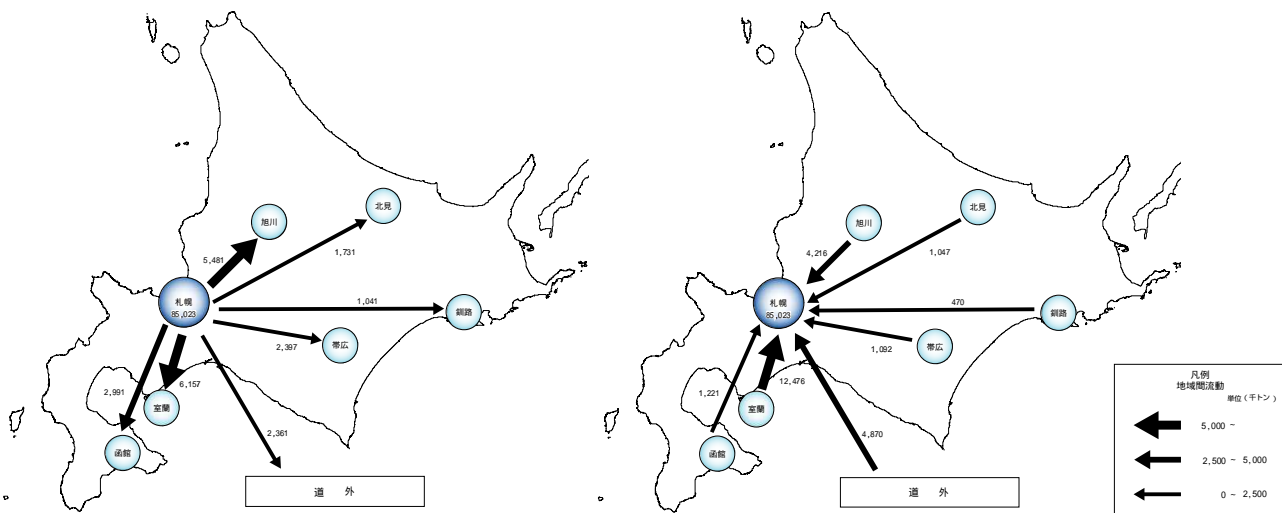 北見
旭川
5,481
1,731
札幌
85,023
1,041
釧路
2,397
帯広
2,991
6,157
室蘭
2,361
函館
道　外
北見
旭川
4,216
1,047
札幌
85,023
470
釧路
1,092
帯広
1,221
12,476
室蘭
4,870
函館
道　外
凡例
地域間流動
単位（千トン）
5,000 ~
2,500 ~ 5,000
0 ~ 2,500